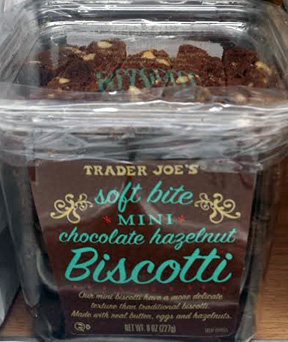 TRADER JOE'S
soft bite
MINI
chocolate hazelnut
Biscotti
Our mini biscotti have a more delicate
texture than traditional biscotti.
Made with real butter, eggs and hazelnuts.
NET WT. 8 OZ (227g)